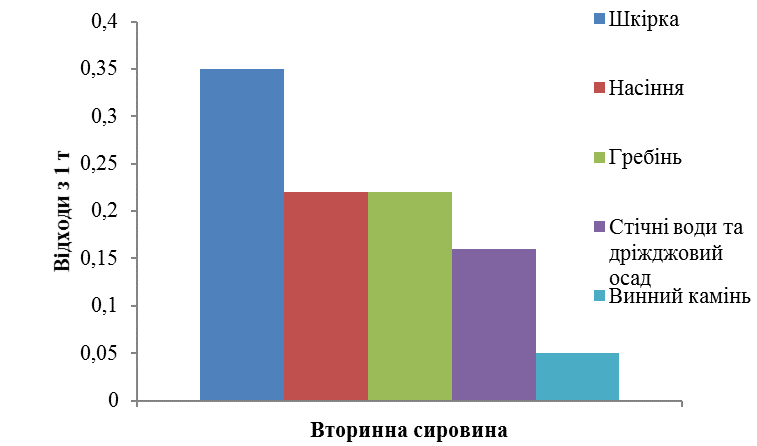 0,4
0,35
0,3
0,25
0,2
0,15
0,1
0,05
0
Відходи з 1 т
Вторинна сировина
Шкірка
Насіння
Гребінь
Стічні води та
дріжджовий
осад
Винний камінь